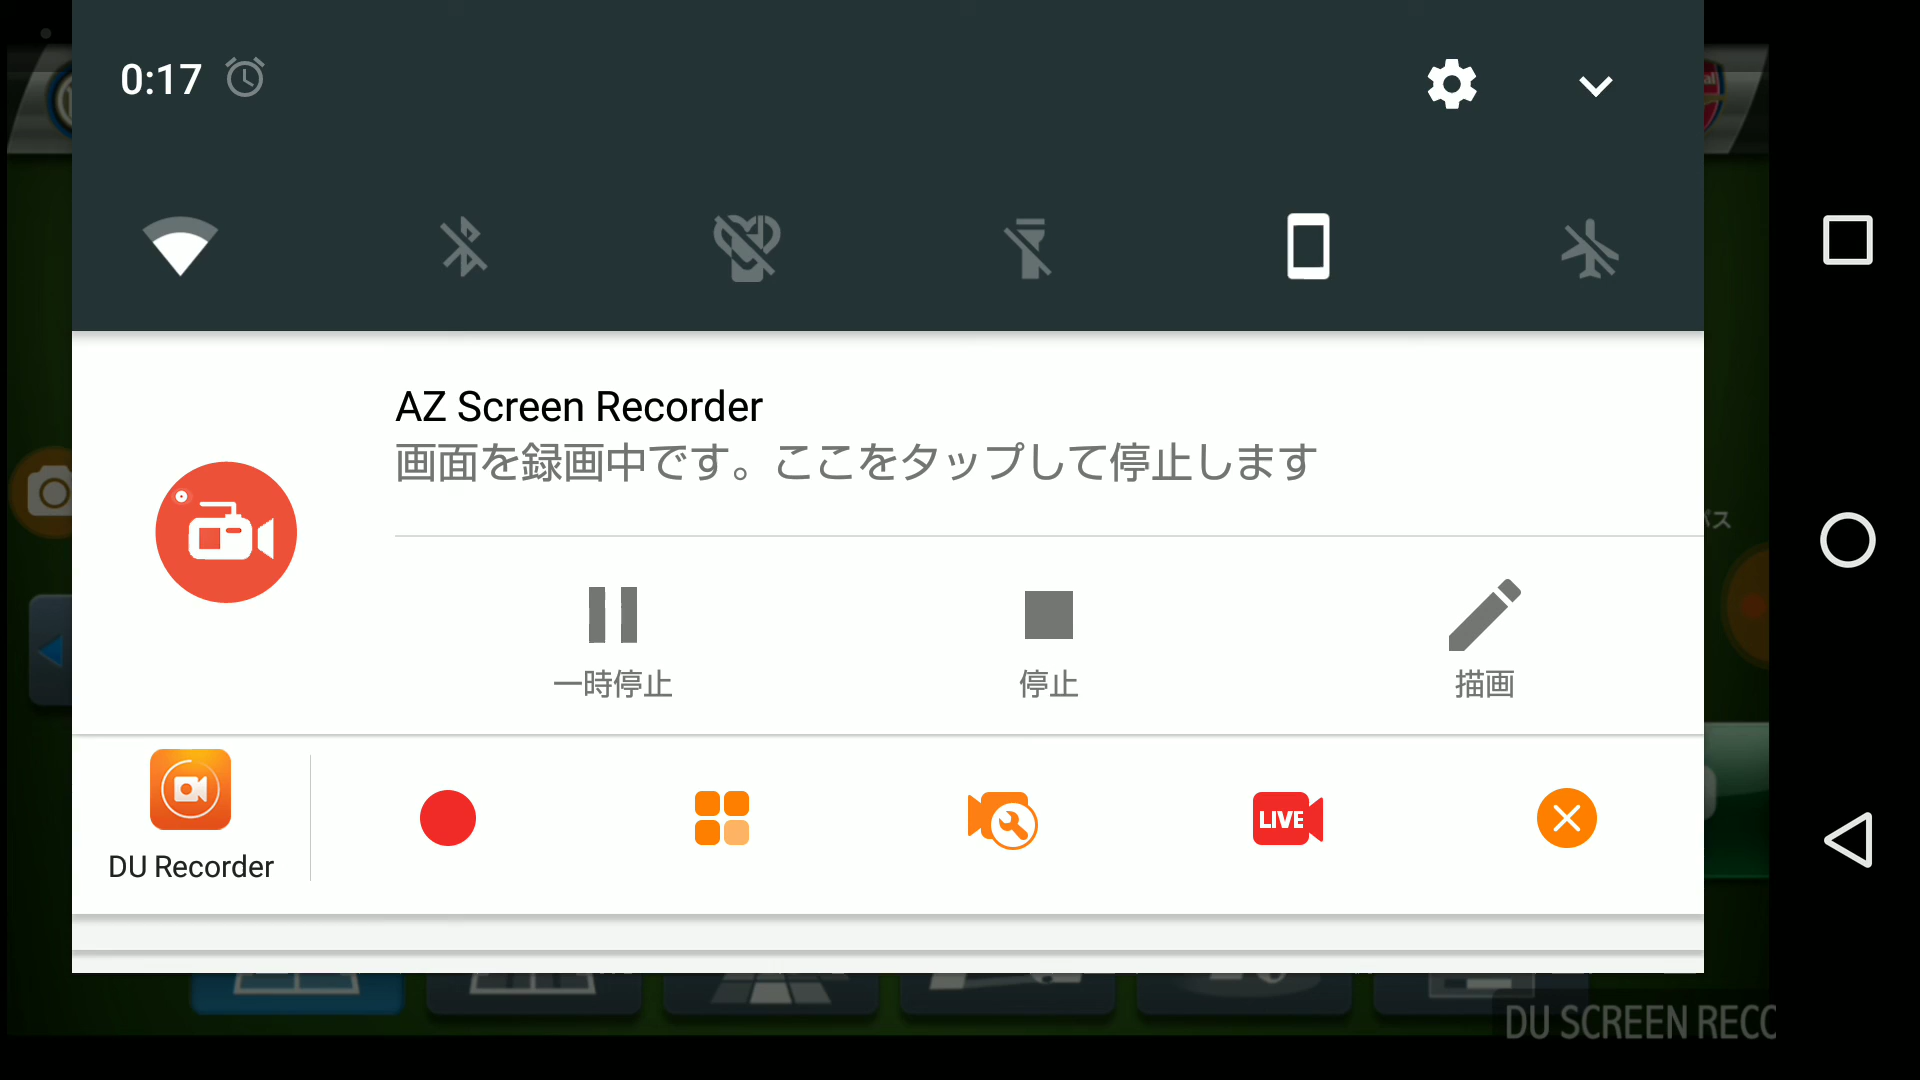 0:17
AZ Screen Recorder
画面を録画中です。ここをタップして停止します
一時停止
停止
描画
DU Recorder
LIVE
DU SCREEN RECO